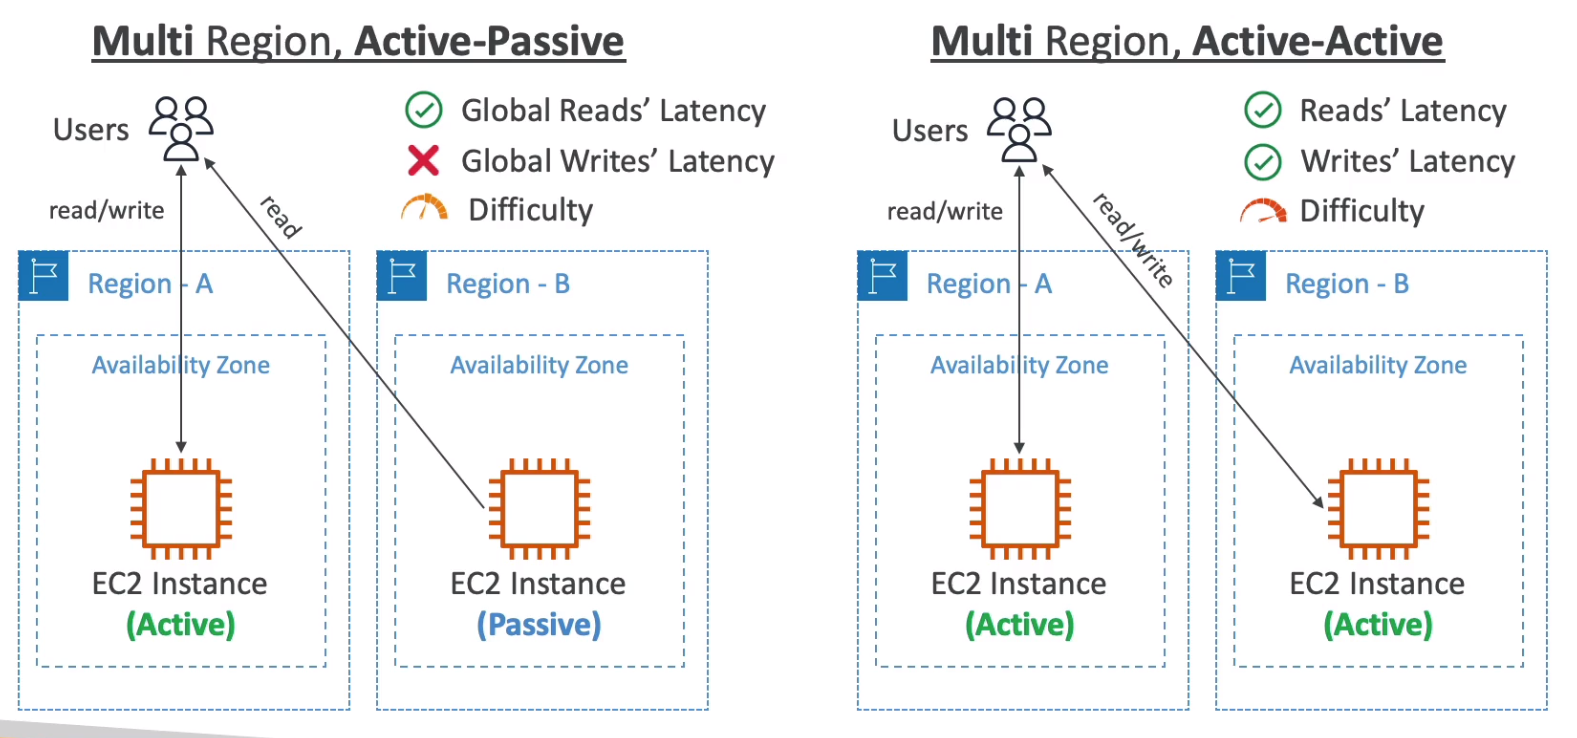 Multi Region, Active-Passive
Users
Global Reads’ Latency
Global Writes’ Latency
Difficulty
read/write
read
Region - A
Availability Zone
EC2 Instance
(Active)
Region - B
Availability Zone
EC2 Instance
(Passive)
Multi Region, Active-Active
Users
Reads’ Latency
Writes’ Latency
Difficulty
read/write
read/write
Region - A
Availability Zone
EC2 Instance
(Active)
Region - B
Availability Zone
EC2 Instance
(Active)